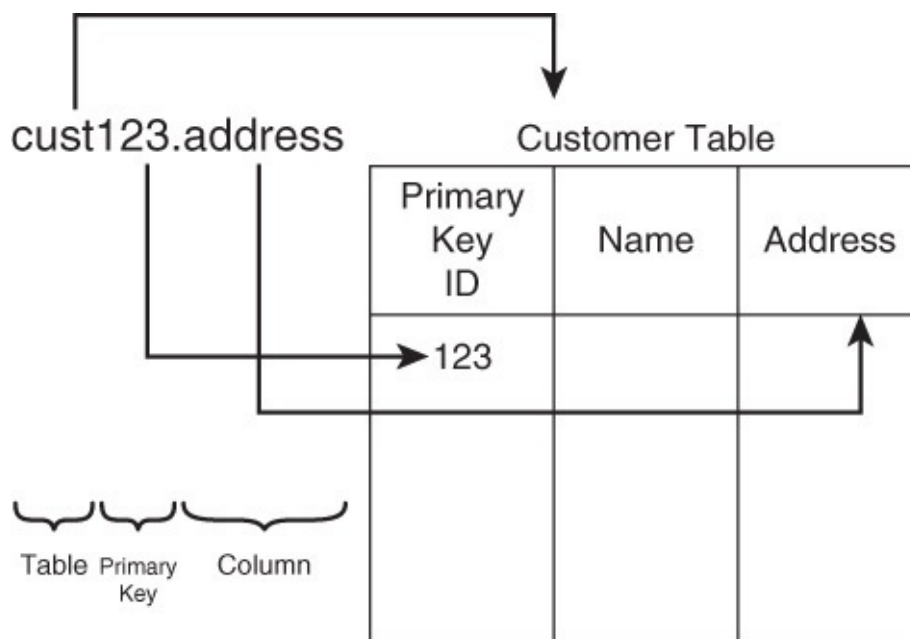 cust123.address
Customer Table
Primary
Key
ID
Name
Address
123
Table
Primary
Key
Column